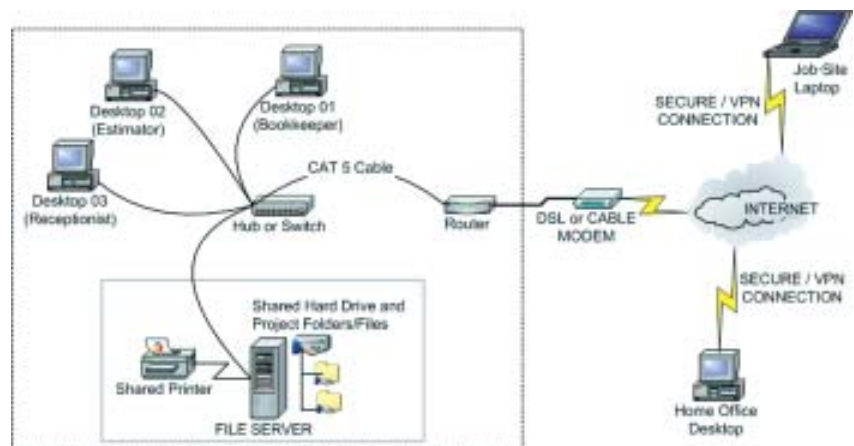 Desktop 02
(Estimator)
Desktop 01
(Bookkeeper)
Job-Site
Laptop
SECURE / VPN
CONNECTION
CAT 5 Cable
Desktop 03
(Receptionist)
Hub or Switch
Router
DSL or CABLE
MODEM
INTERNET
SECURE / VPN
CONNECTION
Shared Hard Drive and
Project Folders/Files
Shared Printer
FILE SERVER
Home Office
Desktop